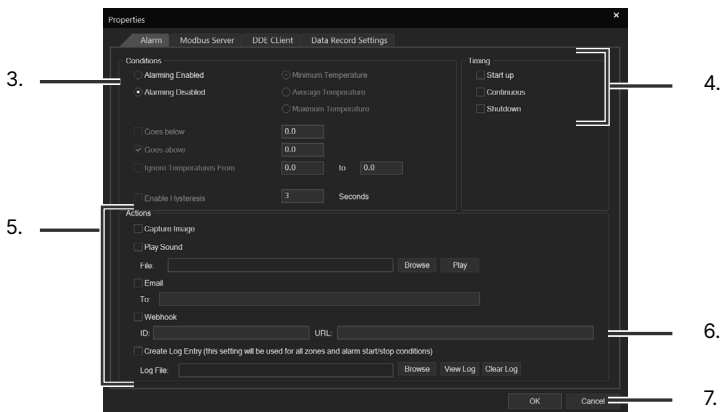 Properties ×
Alarm Modbus Server DDE CLient Data Record Settings
Conditions Timing
3. Alarming Enabled Minimum Temperature Start up 4.
Alarming Disabled Average Temperature Continuous
Maximum Temperature Shutdown
Goes below 0.0
Goes above 0.0
Ignore Temperatures From 0.0 to 0.0
Enable Hysteresis 3 Seconds
Actions
5. Capture Image
Play Sound
File: Browse Play
Email
To:
Webhook
ID: URL: 6.
Create Log Entry (this setting will be used for all zones and alarm start/stop conditions)
Log File: Browse View Log Clear Log
OK Cancel 7.